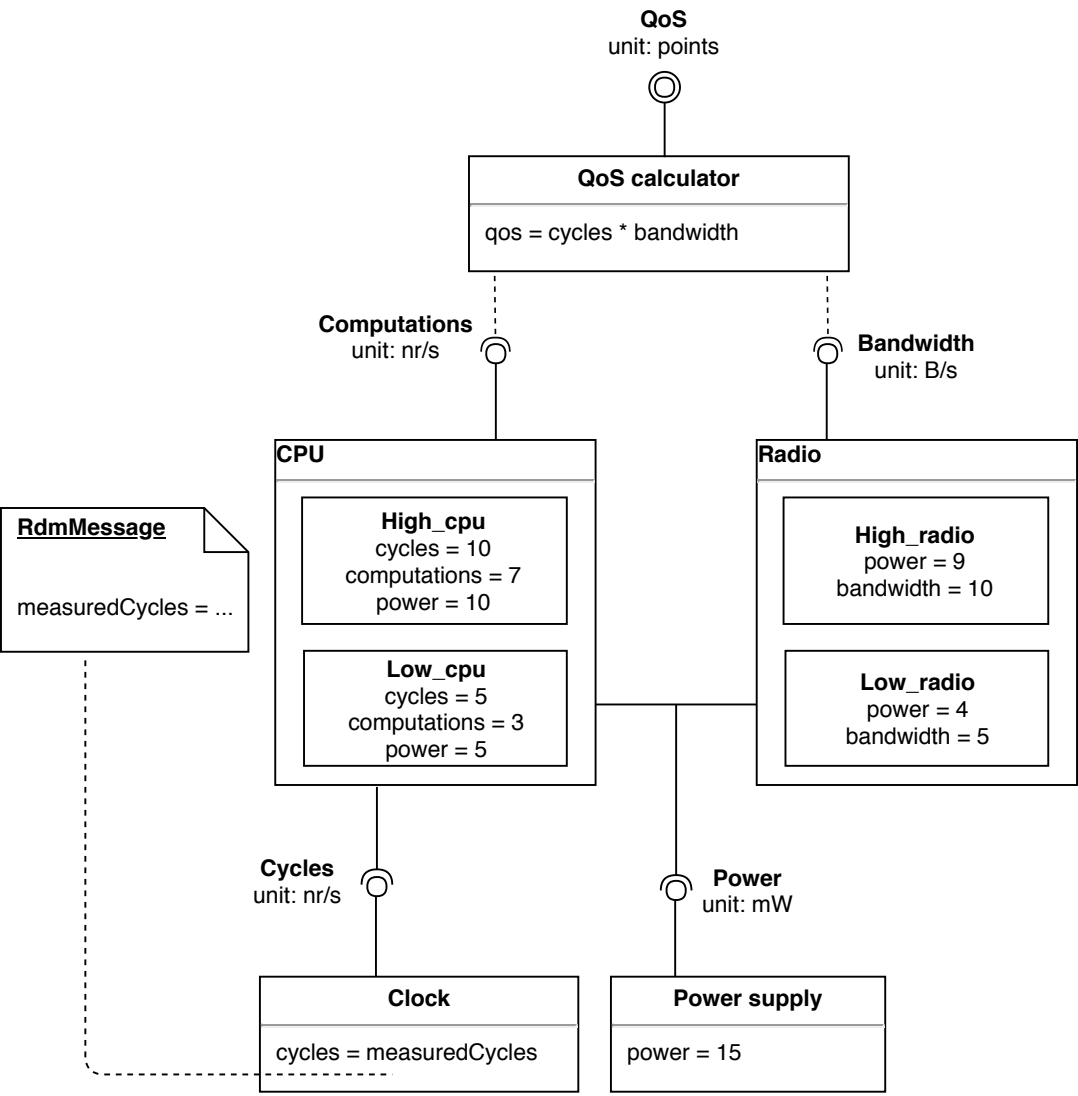 QoS
unit: points
QoS calculator
qos = cycles * bandwidth
Computations
unit: nr/s
Bandwidth
unit: B/s
CPU
High_cpu
cycles = 10
computations = 7
power = 10
Low_cpu
cycles = 5
computations = 3
power = 5
Radio
High_radio
power = 9
bandwidth = 10
Low_radio
power = 4
bandwidth = 5
RdmMessage
measuredCycles = ...
Cycles
unit: nr/s
Power
unit: mW
Clock
cycles = measuredCycles
Power supply
power = 15